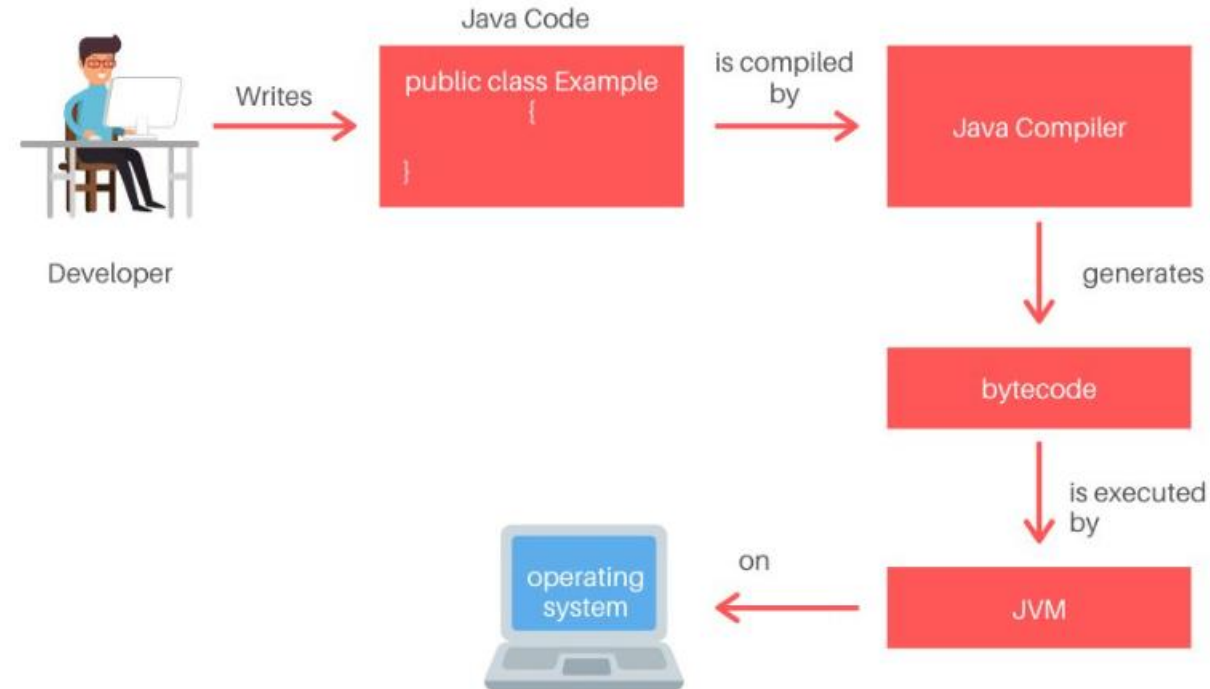 Java Code
Writes
public class Example
{
}
is compiled
by
Java Compiler
Developer
generates
bytecode
is executed
by
JVM
on
operating
system